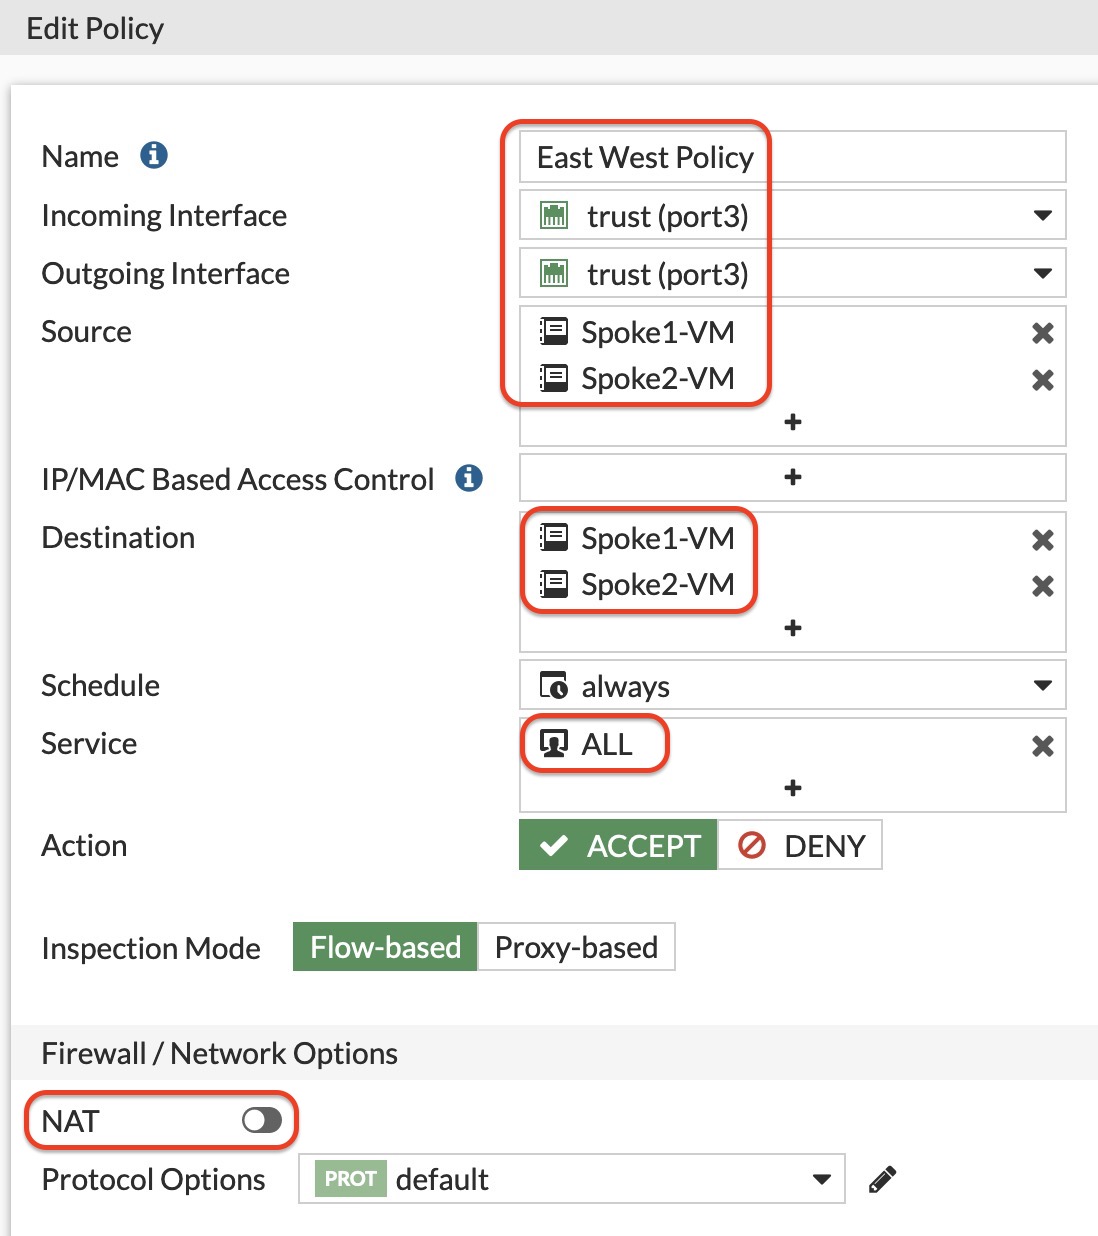 Edit Policy
Name East West Policy
Incoming Interface trust (port3)
Outgoing Interface trust (port3)
Source Spoke1-VM
Spoke2-VM
IP/MAC Based Access Control
Destination Spoke1-VM
Spoke2-VM
Schedule always
Service ALL
Action ACCEPT DENY
Inspection Mode Flow-based Proxy-based
Firewall / Network Options
NAT
Protocol Options PROT default